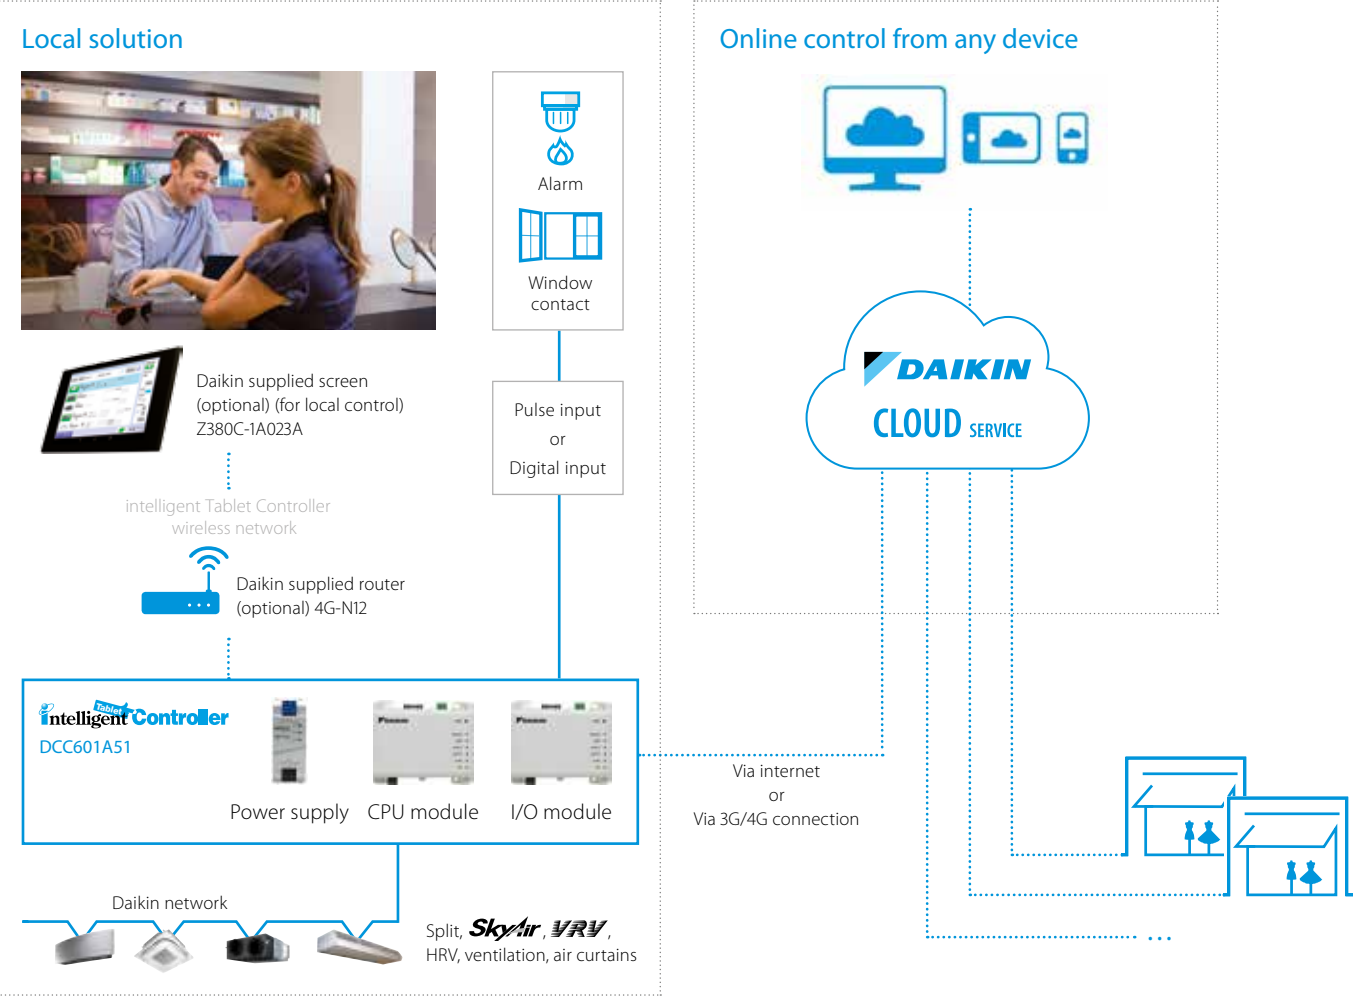 Local solution
Alarm
Window
contact
Daikin supplied screen
(optional) (for local control)
Z380C-1A023A
Pulse input
or
Digital input
intelligent Tablet Controller
wireless network
Daikin supplied router
(optional) 4G-N12
intelligent Tablet Controller
DCC601A51
Power supply
CPU module
I/O module
Daikin network
Split, SkyAir, VRV,
HRV, ventilation, air curtains
Online control from any device
DAIKIN
CLOUD SERVICE
Via internet
or
Via 3G/4G connection
...